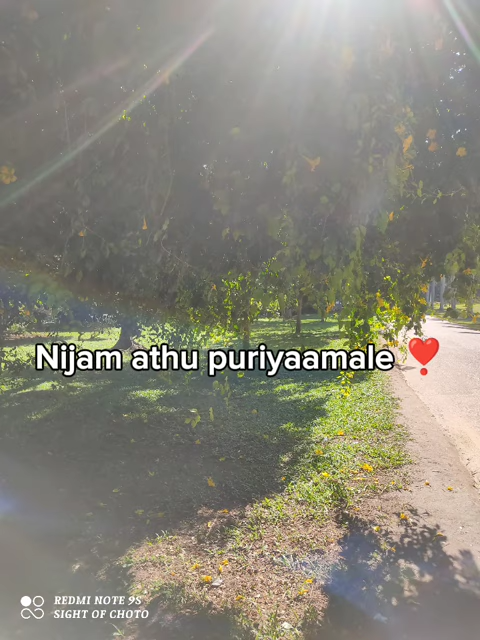 Nijam athu puriyaamale ❣️
REDMI NOTE 9S
SIGHT OF CHOTO